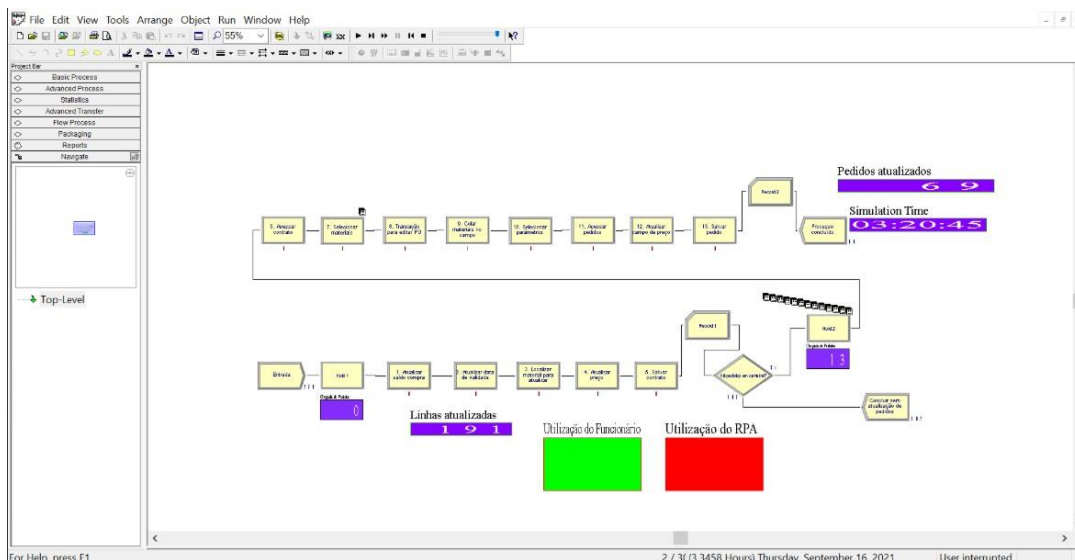 File Edit View Tools Arrange Object Run Window Help
55%
Project Bar
Basic Process
Advanced Process
Statistics
Advanced Transfer
Flow Process
Packaging
Reports
Navigate
Top-Level
Pedidos atualizados
6 9
Simulation Time
03:20:45
Record 2
7. Selecionar materiais
8. Transação para editar PO
9. Colar materiais no campo
10. Selecionar parâmetros
11. Acessar pedidos
12. Atualizar campo de preço
13. Salvar pedido
Processo concluído
Record 1
Hold 2
13
Entrada
Hold 1
0
1. Atualizar saldo compra
2. Atualizar data de validade
3. Localizar material para atualizar
4. Atualizar preço
5. Salvar contrato
Concluir sem atualização de pedidos
Linhas atualizadas
1 9 1
Utilização do Funcionário
Utilização do RPA
For Help, press F1
(3.3458 Hours) Thursday, September 16, 2021
User interrupted